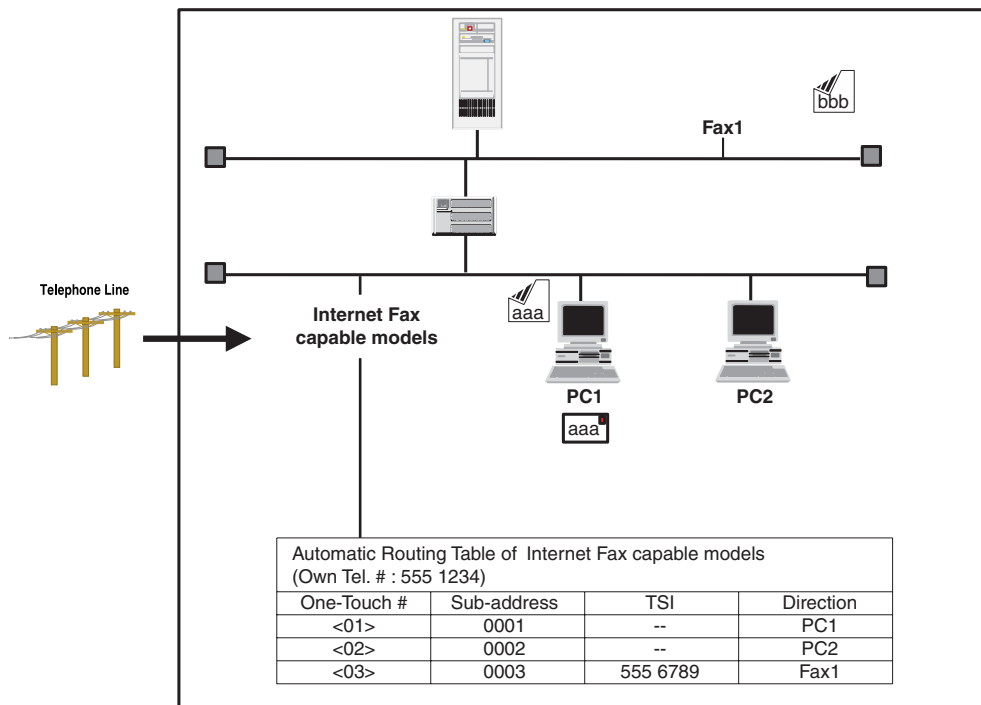 bbb
Fax1
Telephone Line
Internet Fax
capable models
aaa
PC1
PC2
aaa
Automatic Routing Table of Internet Fax capable models
(Own Tel. # : 555 1234)
One-Touch # Sub-address TSI Direction
<01> 0001 -- PC1
<02> 0002 -- PC2
<03> 0003 555 6789 Fax1